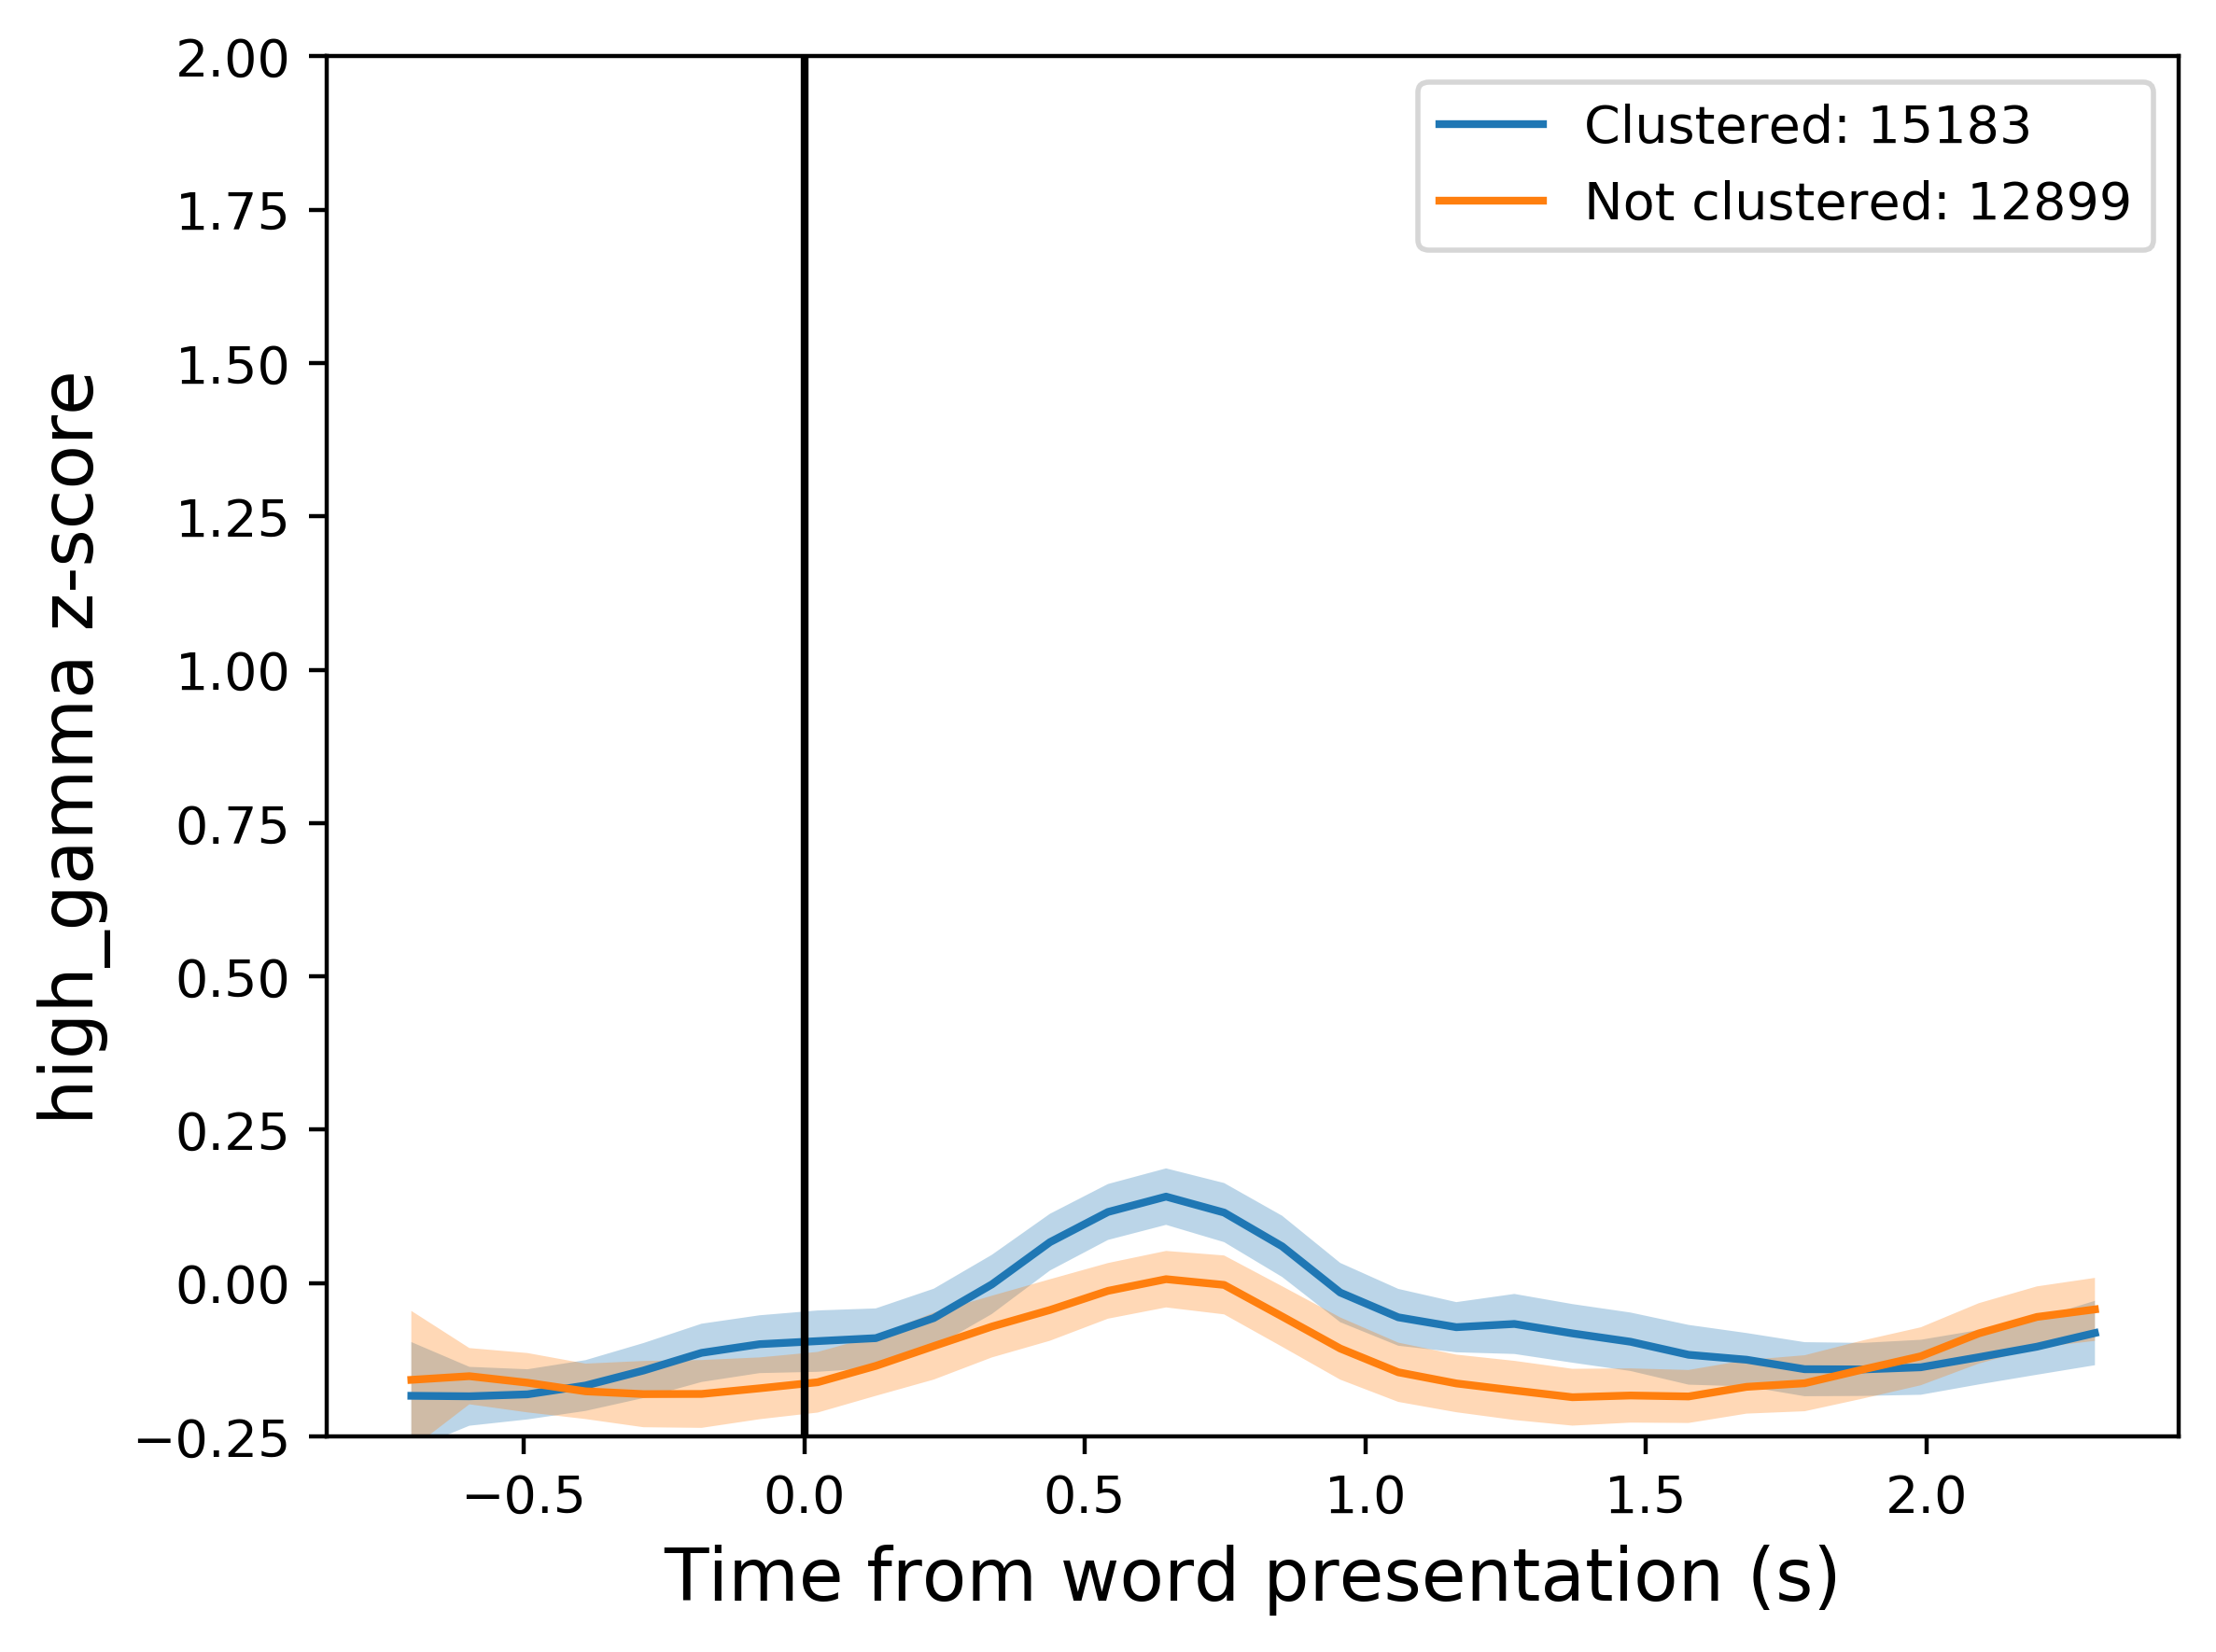 2.00
1.75
1.50
1.25
1.00
0.75
0.50
0.25
0.00
−0.25
high_gamma z-score
Clustered: 15183
Not clustered: 12899
−0.5 0.0 0.5 1.0 1.5 2.0
Time from word presentation (s)